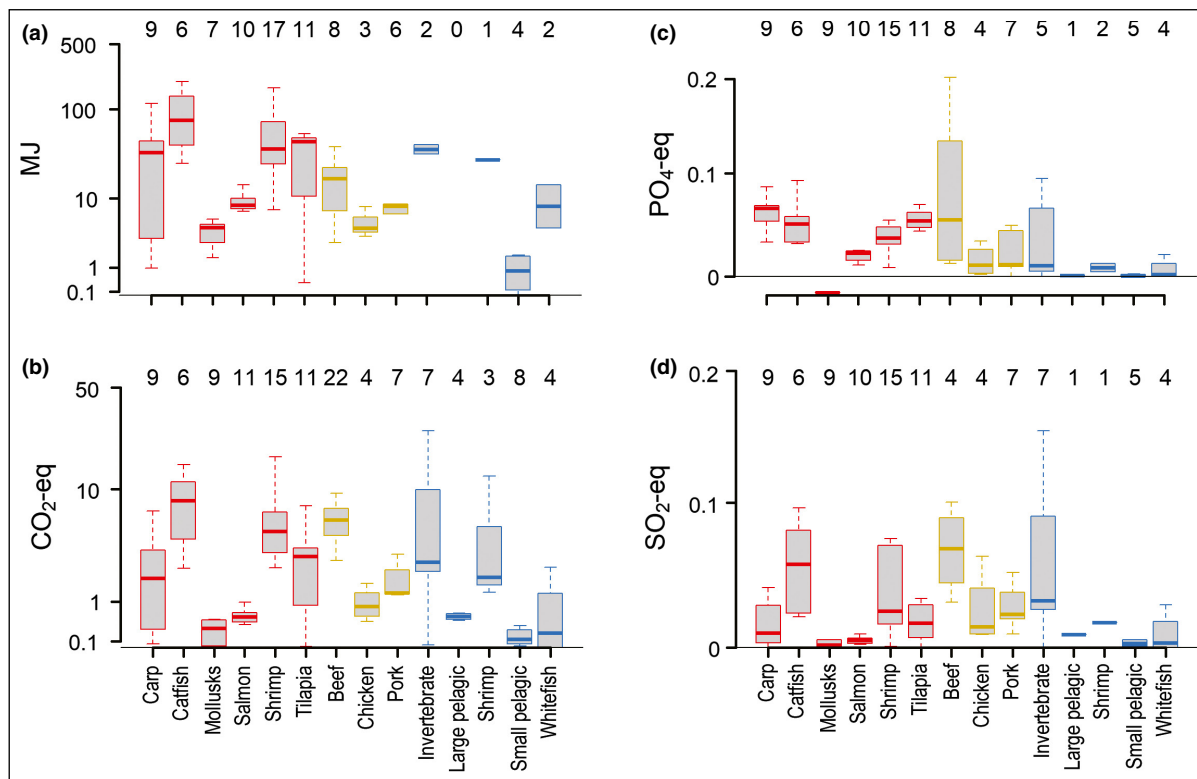 (a)
9 6 7 10 17 11 8 3 6 2 0 1 4 2
500
100
10
1
0.1
MJ
(c)
9 6 7 10 15 11 8 4 7 5 1 2 5 4
0.2
0.1
0
PO4-eq
(b)
9 6 9 11 15 11 22 4 7 7 4 3 8 4
50
10
1
0.1
CO2-eq
Carp
Catfish
Mollusks
Salmon
Shrimp
Tilapia
Beef
Chicken
Pork
Invertebrate
Large pelagic
Shrimp
Small pelagic
Whitefish
(d)
9 6 9 10 15 11 4 4 7 7 1 1 5 4
0.2
0.1
0
SO2-eq
Carp
Catfish
Mollusks
Salmon
Shrimp
Tilapia
Beef
Chicken
Pork
Invertebrate
Large pelagic
Shrimp
Small pelagic
Whitefish